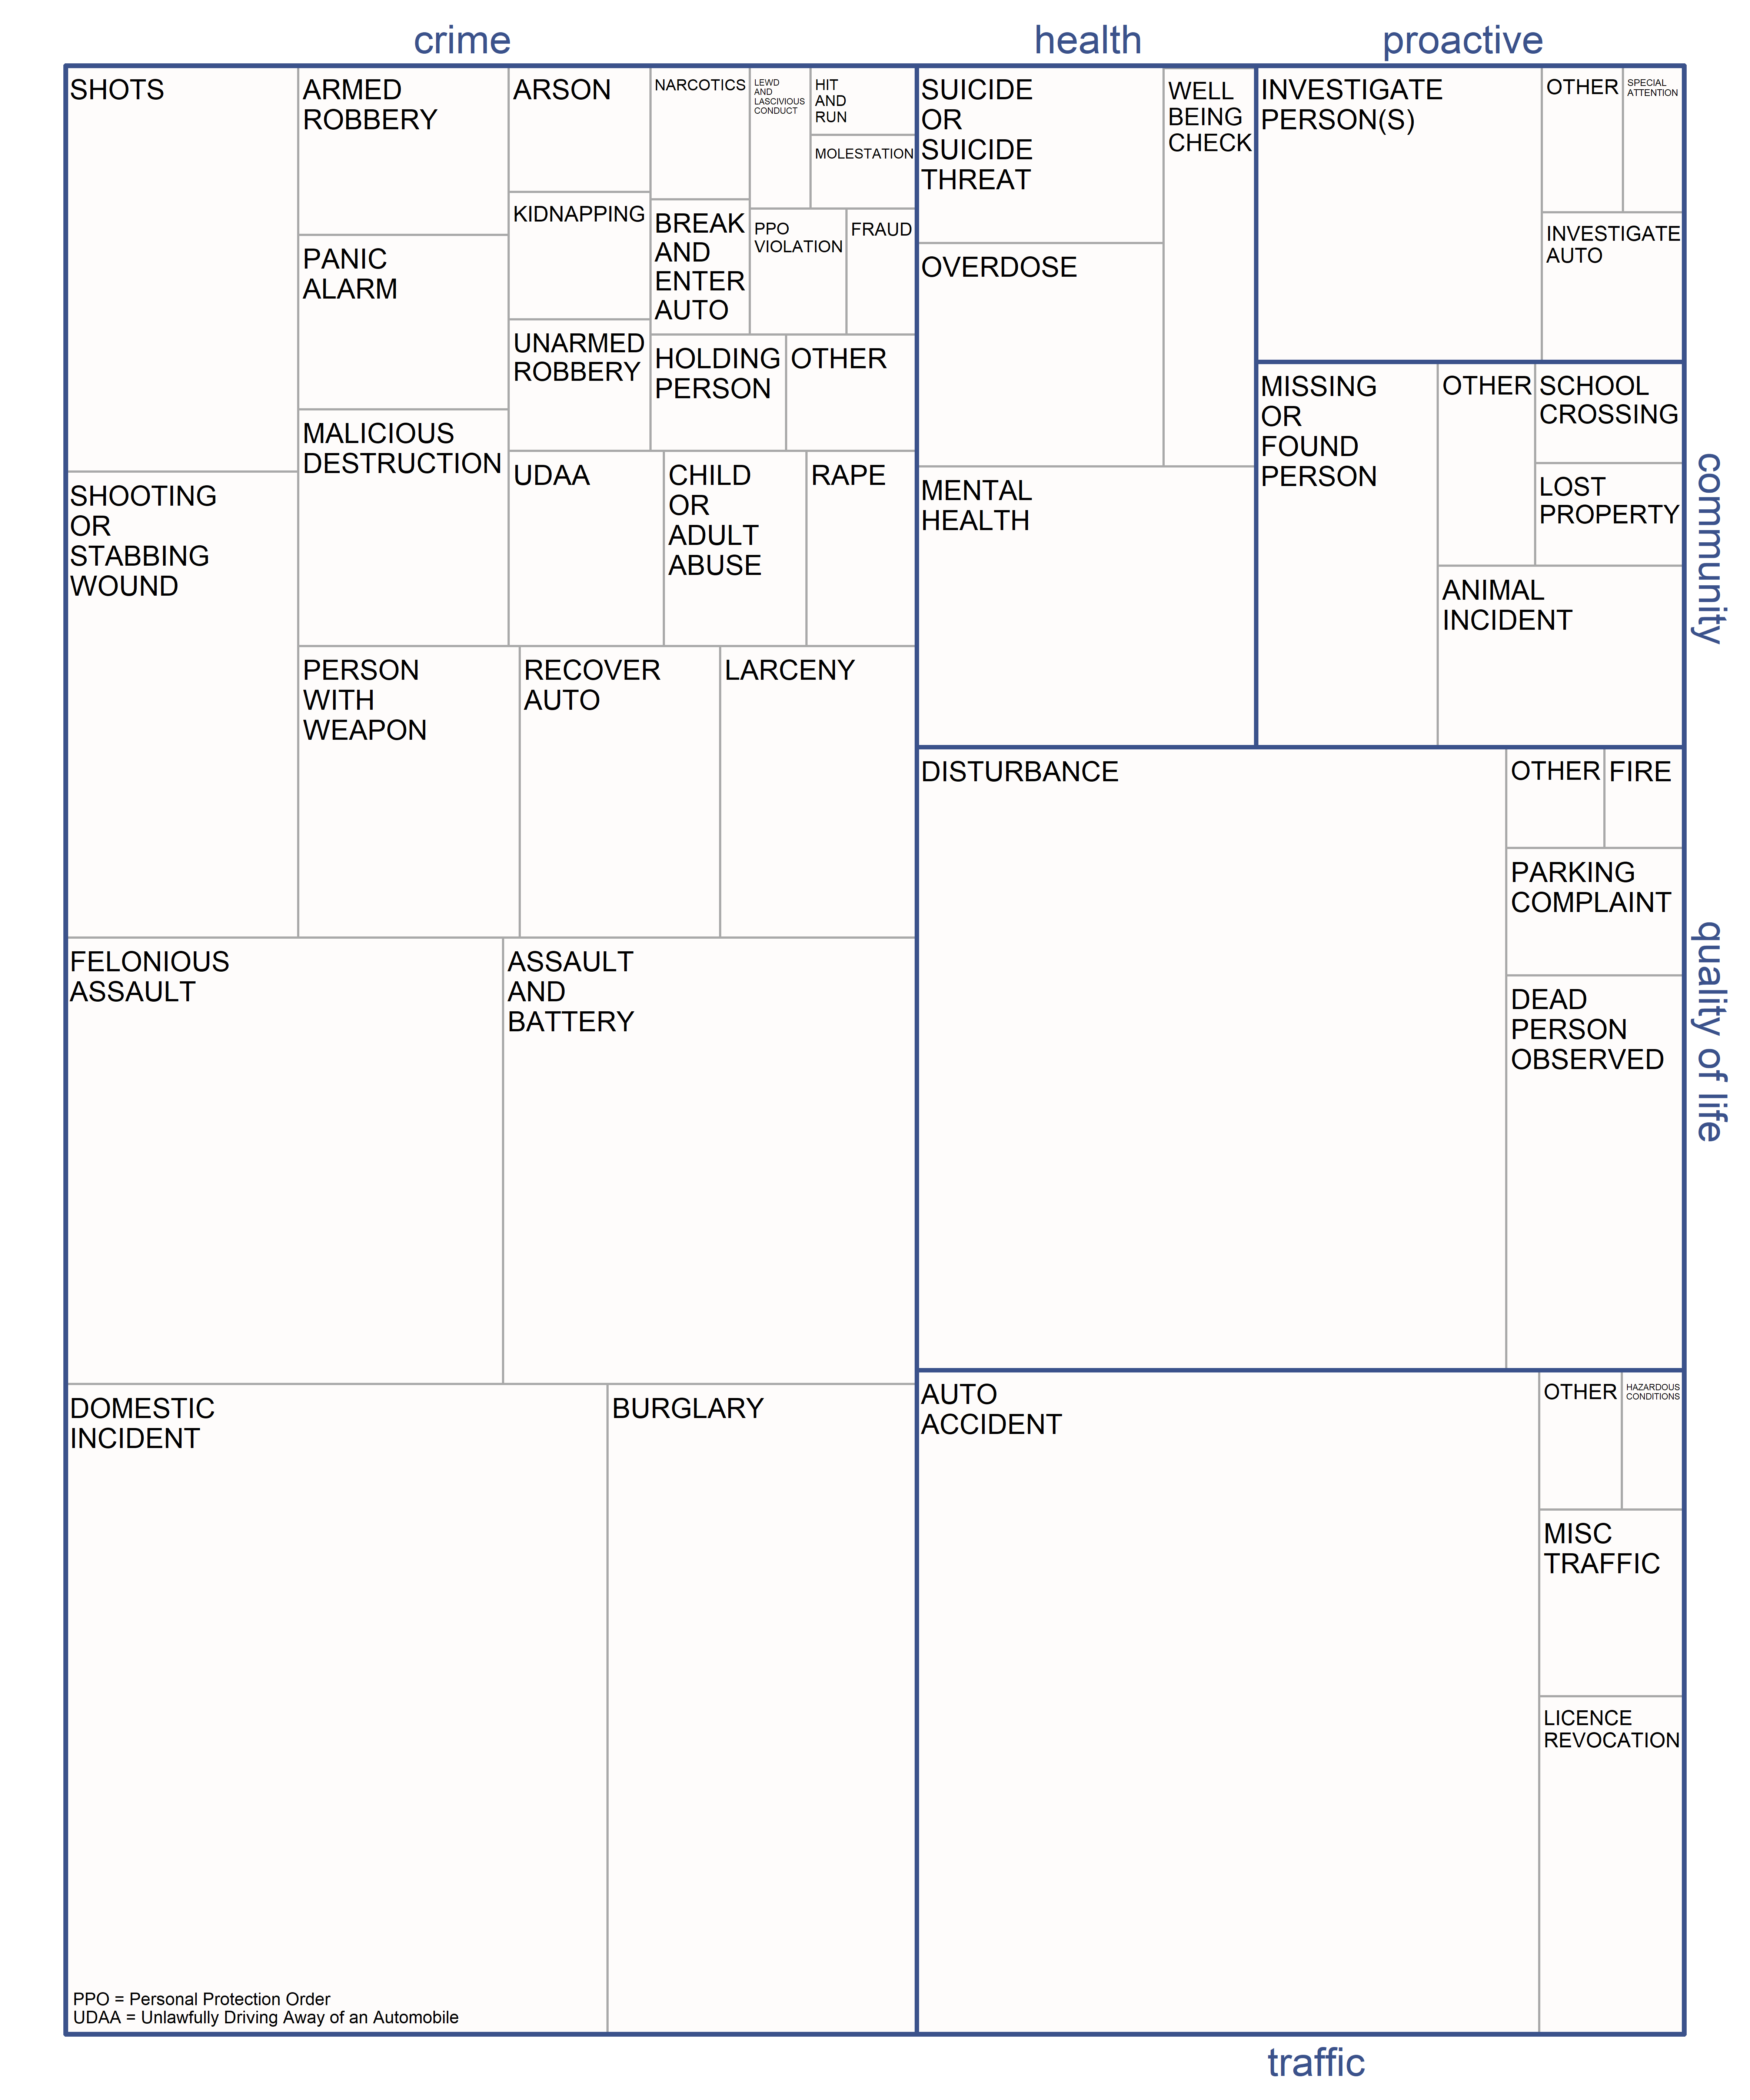 crime
health
proactive
SHOTS
ARMED
ROBBERY
ARSON
NARCOTICS
LEWD
AND
LASCIVIOUS
CONDUCT
HIT
AND
RUN
MOLESTATION
KIDNAPPING
BREAK
AND
ENTER
AUTO
PPO
VIOLATION
FRAUD
PANIC
ALARM
UNARMED
ROBBERY
HOLDING
PERSON
OTHER
MALICIOUS
DESTRUCTION
UDAA
CHILD
OR
ADULT
ABUSE
RAPE
SHOOTING
OR
STABBING
WOUND
PERSON
WITH
WEAPON
RECOVER
AUTO
LARCENY
FELONIOUS
ASSAULT
ASSAULT
AND
BATTERY
DOMESTIC
INCIDENT
BURGLARY
PPO = Personal Protection Order
UDAA = Unlawfully Driving Away of an Automobile
SUICIDE
OR
SUICIDE
THREAT
WELL
BEING
CHECK
OVERDOSE
MENTAL
HEALTH
INVESTIGATE
PERSON(S)
OTHER
SPECIAL
ATTENTION
INVESTIGATE
AUTO
MISSING
OR
FOUND
PERSON
OTHER
SCHOOL
CROSSING
LOST
PROPERTY
ANIMAL
INCIDENT
community
DISTURBANCE
OTHER
FIRE
PARKING
COMPLAINT
DEAD
PERSON
OBSERVED
quality of life
AUTO
ACCIDENT
OTHER
HAZARDOUS
CONDITIONS
MISC
TRAFFIC
LICENCE
REVOCATION
traffic